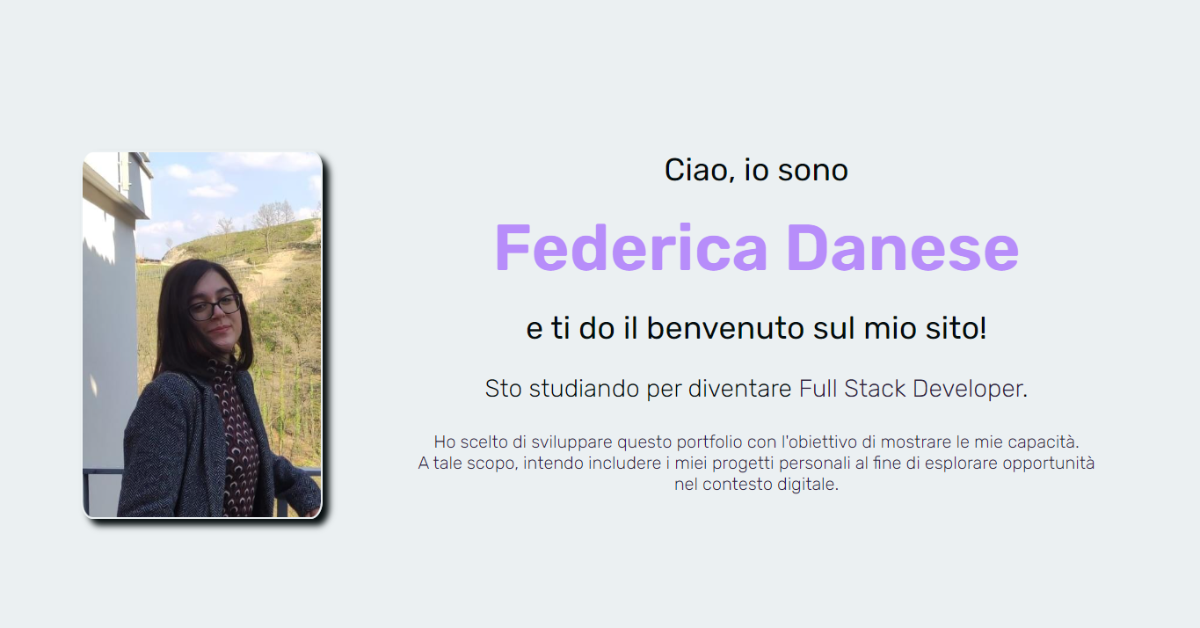 Ciao, io sono
Federica Danese
e ti do il benvenuto sul mio sito!
Sto studiando per diventare Full Stack Developer.
Ho scelto di sviluppare questo portfolio con l'obiettivo di mostrare le mie capacità.
A tale scopo, intendo includere i miei progetti personali al fine di esplorare opportunità
nel contesto digitale.